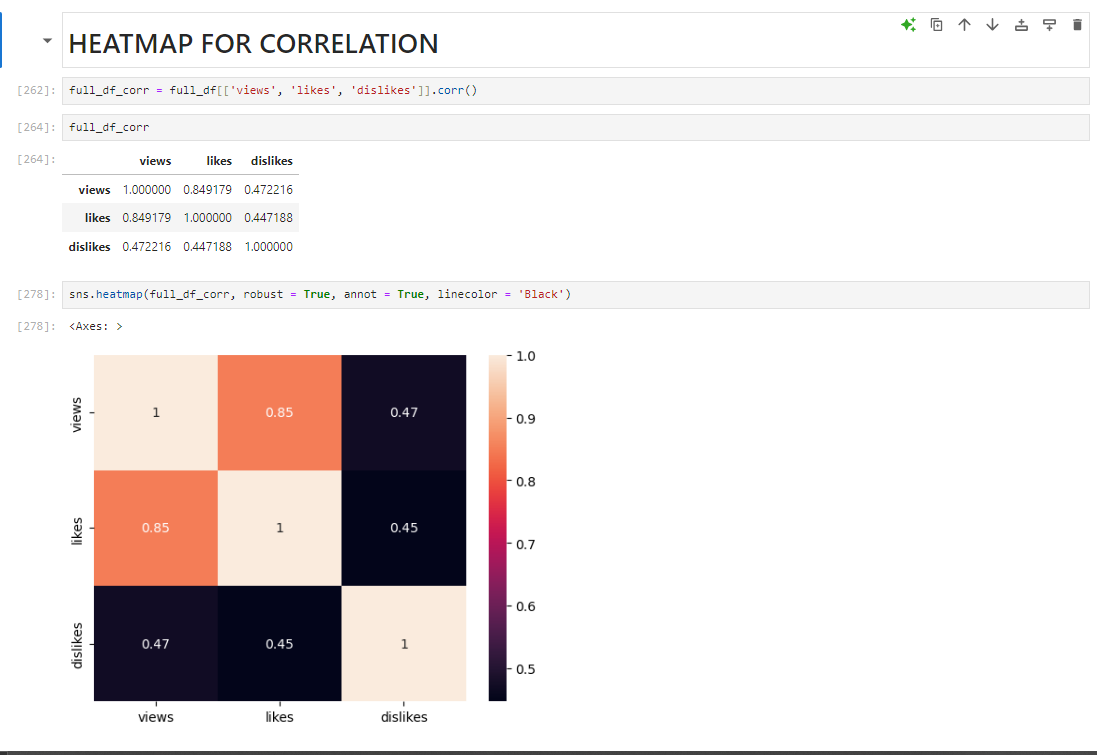 HEATMAP FOR CORRELATION
[262]: full_df_corr = full_df[['views', 'likes', 'dislikes']].corr()
[264]: full_df_corr
[264]: views likes dislikes
views 1.000000 0.849179 0.472216
likes 0.849179 1.000000 0.447188
dislikes 0.472216 0.447188 1.000000
[278]: sns.heatmap(full_df_corr, robust = True, annot = True, linecolor = 'Black')
[278]: <Axes: >
views 1 0.85 0.47
likes 0.85 1 0.45
dislikes 0.47 0.45 1
views likes dislikes
1.0
0.9
0.8
0.7
0.6
0.5